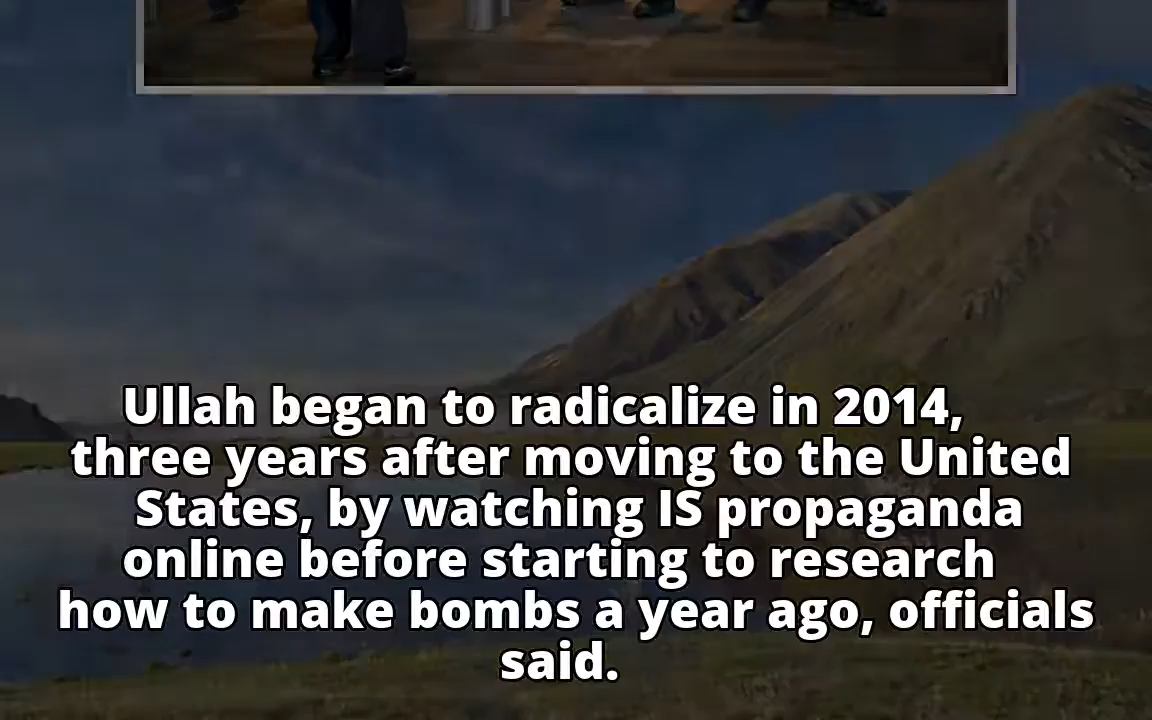 Ullah began to radicalize in 2014,
three years after moving to the United
States, by watching IS propaganda
online before starting to research
how to make bombs a year ago, officials
said.